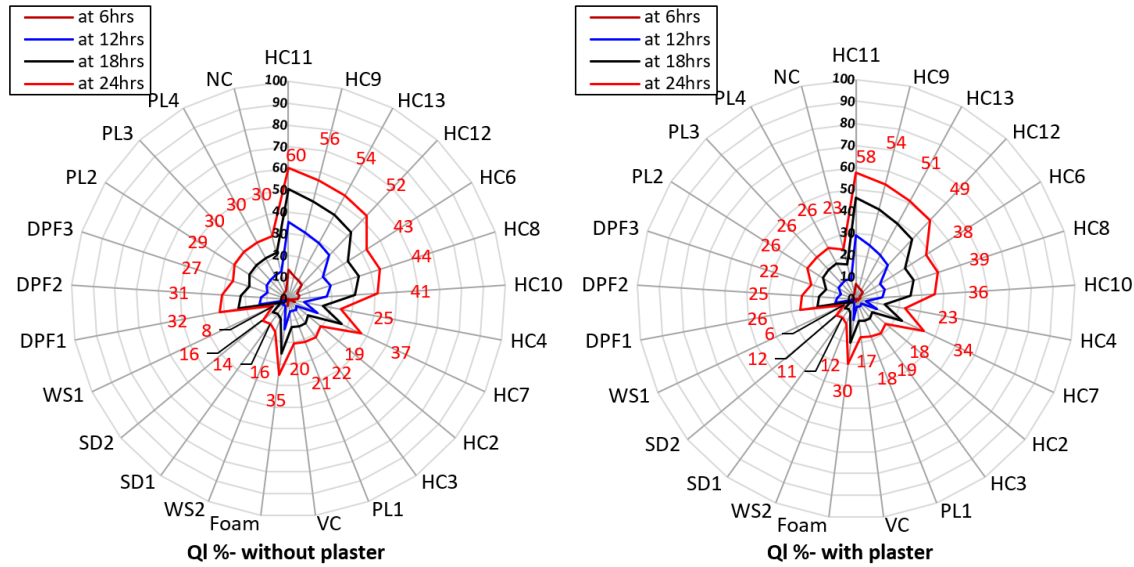 at 6hrs
at 12hrs
at 18hrs
at 24hrs
HC11
HC9
HC13
HC12
HC6
HC8
HC10
HC4
HC7
HC2
HC3
PL1
VC
Foam
WS2
SD1
SD2
WS1
DPF1
DPF2
DPF3
PL2
PL3
PL4
NC
100
90
80
70
60
50
40
30
20
10
0
60
56
54
52
43
44
41
25
37
19
22
21
20
35
16
14
16
8
32
31
27
29
30
30
30
Ql %- without plaster
at 6hrs
at 12hrs
at 18hrs
at 24hrs
HC11
HC9
HC13
HC12
HC6
HC8
HC10
HC4
HC7
HC2
HC3
PL1
VC
Foam
WS2
SD1
SD2
WS1
DPF1
DPF2
DPF3
PL2
PL3
PL4
NC
100
90
80
70
60
50
40
30
20
10
0
58
54
51
49
38
39
36
23
34
18
19
18
17
30
12
11
12
6
26
25
22
26
26
26
23
Ql %- with plaster